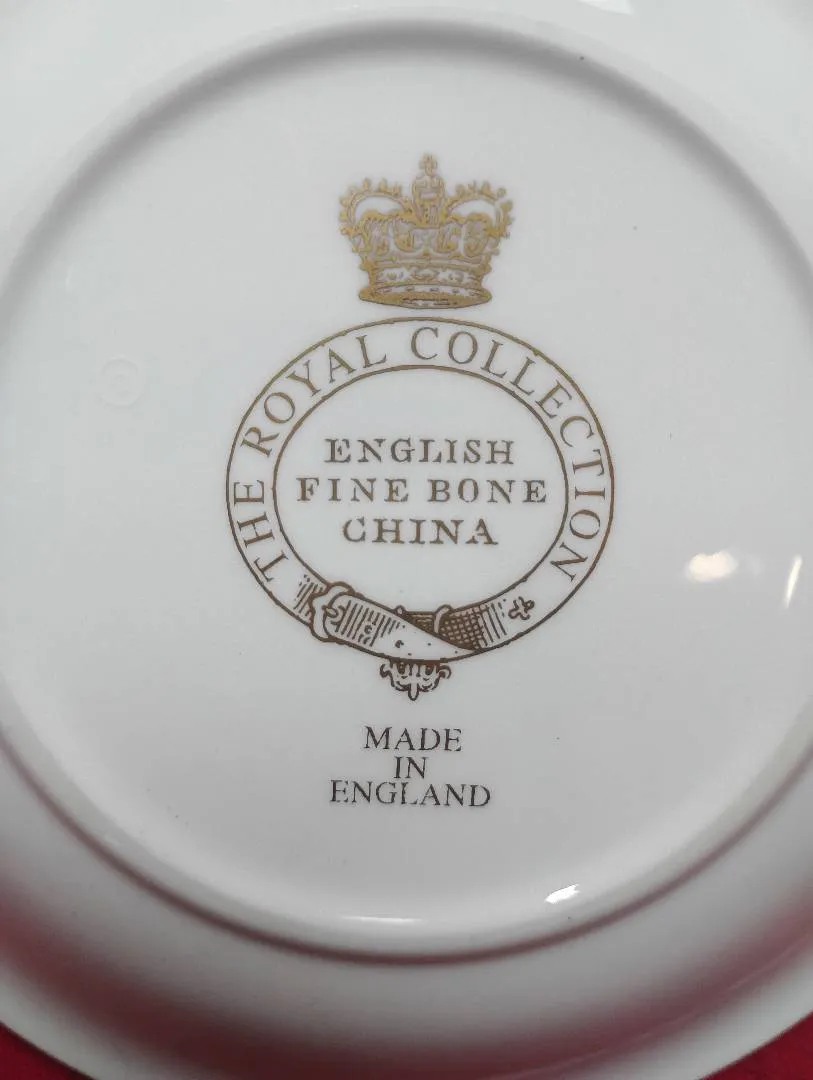 THE ROYAL COLLECTION
ENGLISH
FINE BONE
CHINA
MADE
IN
ENGLAND